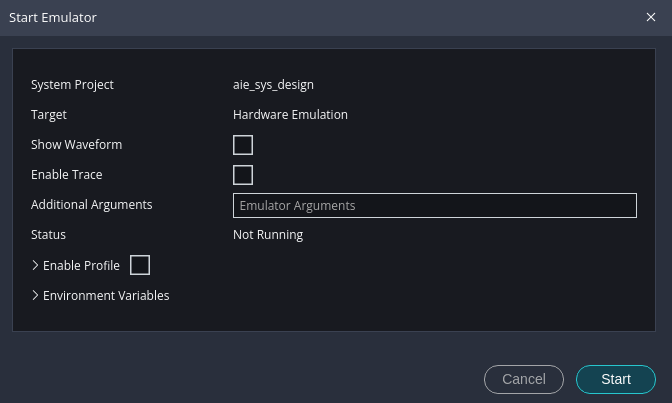 Start Emulator
System Project aie_sys_design
Target Hardware Emulation
Show Waveform
Enable Trace
Additional Arguments Emulator Arguments
Status Not Running
Enable Profile
Environment Variables
Cancel Start